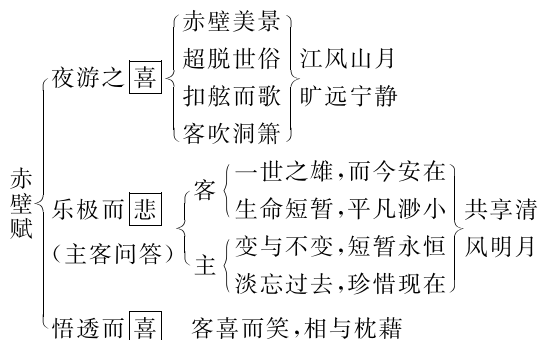 赤壁赋
夜游之喜
赤壁美景
超脱世俗
扣舷而歌
客吹洞箫
江风山月
旷远宁静
乐极而悲
(主客问答)
客
一世之雄,而今安在
生命短暂,平凡渺小
主
变与不变,短暂永恒
淡忘过去,珍惜现在
共享清
风明月
悟透而喜
客喜而笑,相与枕藉